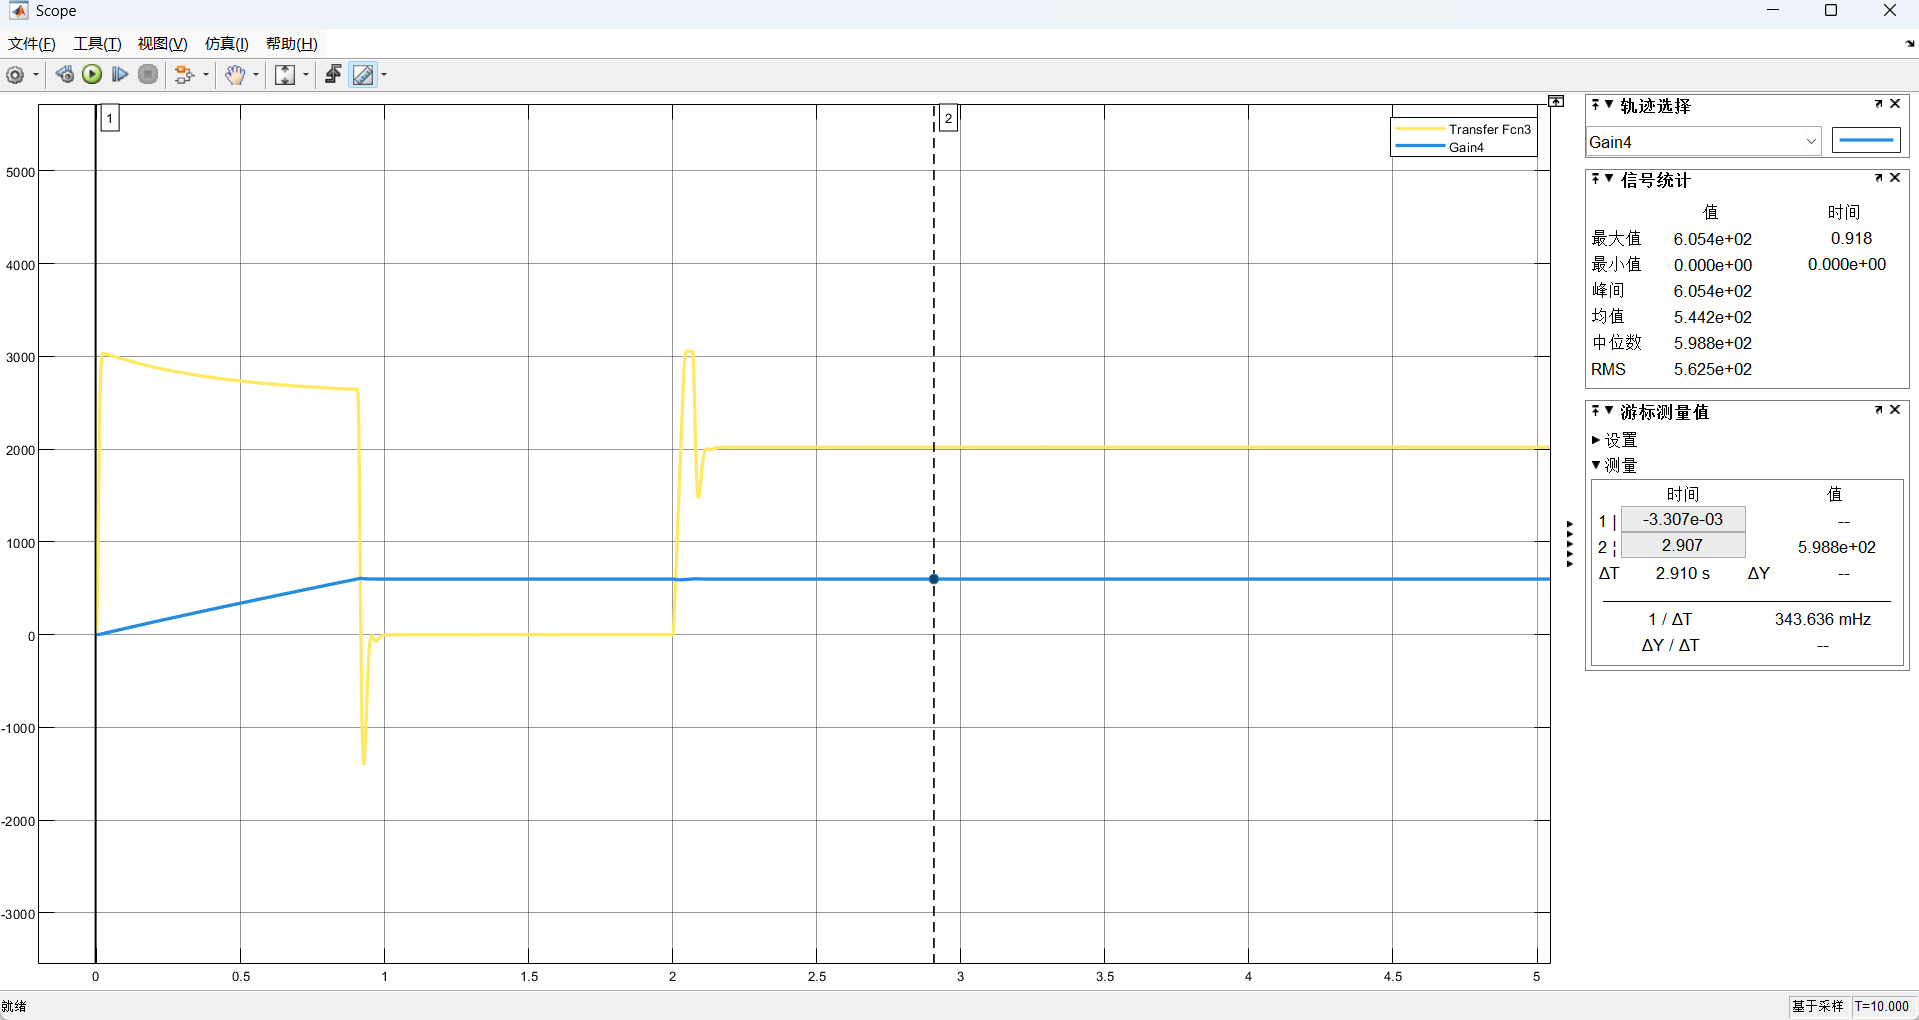 Scope
文件(F) 工具(T) 视图(V) 仿真(I) 帮助(H)
1
2
Transfer Fcn3
Gain4
5000
4000
3000
2000
1000
0
-1000
-2000
-3000
0 0.5 1 1.5 2 2.5 3 3.5 4 4.5 5
轨迹选择
Gain4
信号统计
值 时间
最大值 6.054e+02 0.918
最小值 0.000e+00 0.000e+00
峰间 6.054e+02
均值 5.442e+02
中位数 5.988e+02
RMS 5.625e+02
游标测量值
设置
测量
时间 值
1 | -3.307e-03 --
2 ¦ 2.907 5.988e+02
ΔT 2.910 s ΔY --
1 / ΔT 343.636 mHz
ΔY / ΔT --
就绪
基于采样 T=10.000